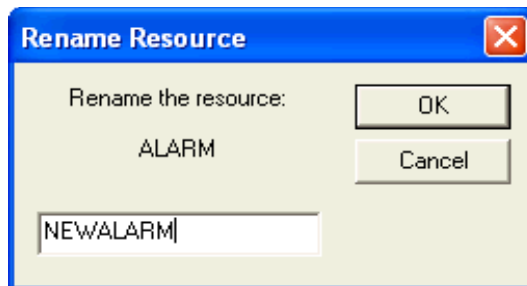 Rename Resource
Rename the resource:
OK
ALARM
Cancel
NEWALARM